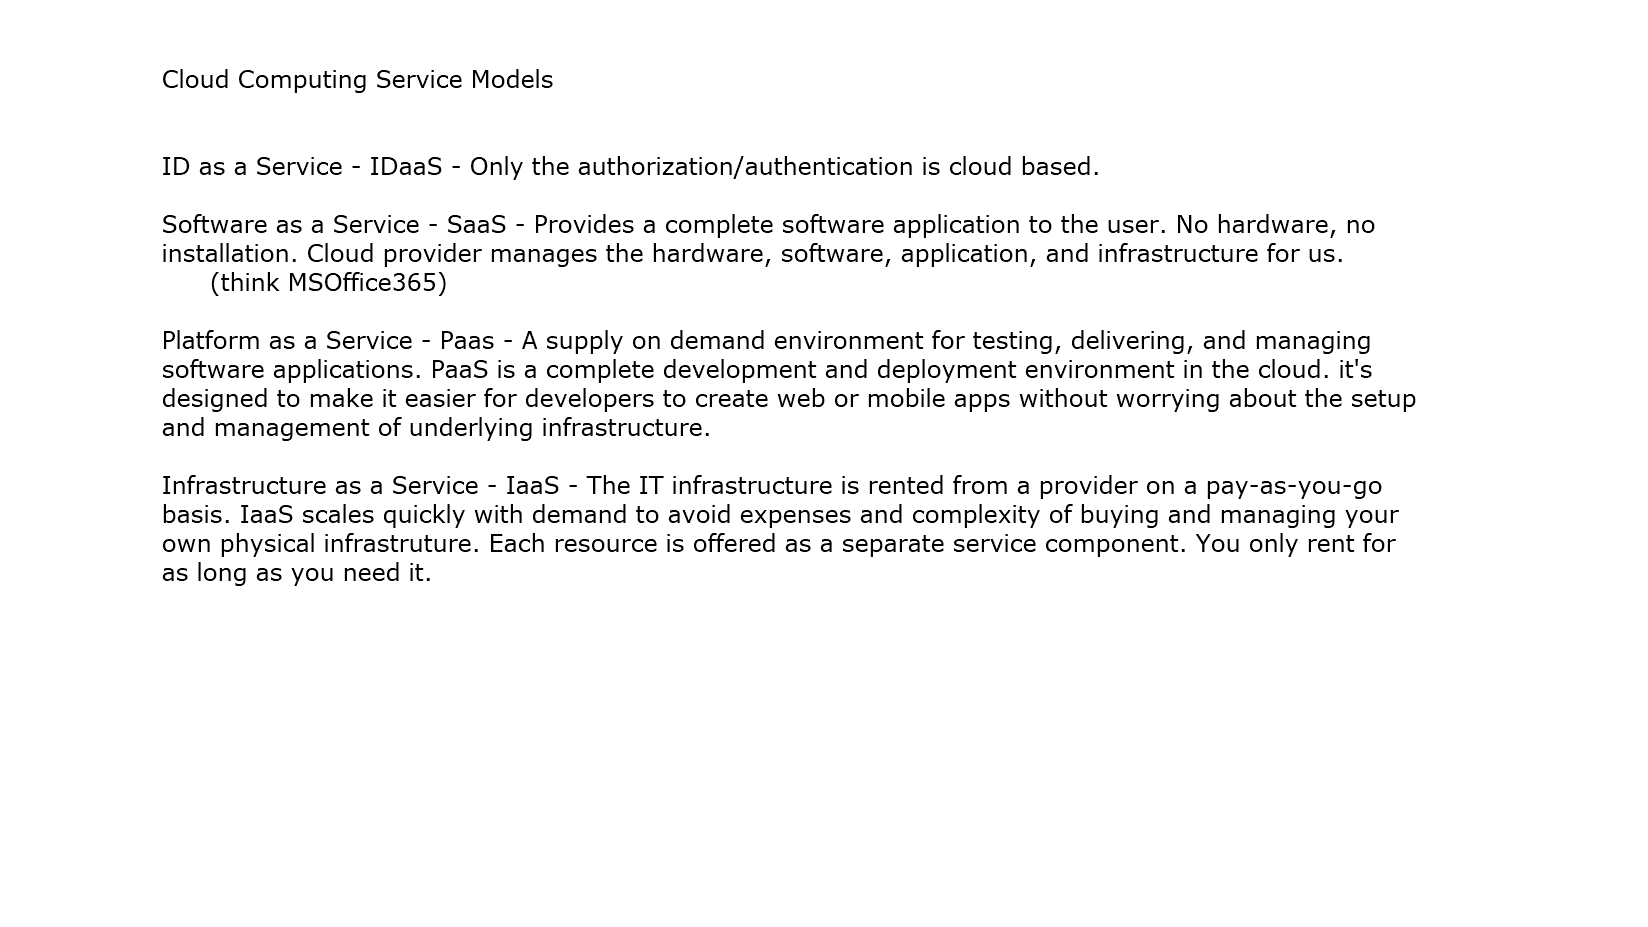 Cloud Computing Service Models
ID as a Service - IDaaS - Only the authorization/authentication is cloud based.
Software as a Service - SaaS - Provides a complete software application to the user. No hardware, no
installation. Cloud provider manages the hardware, software, application, and infrastructure for us.
(think MSOffice365)
Platform as a Service - Paas - A supply on demand environment for testing, delivering, and managing
software applications. PaaS is a complete development and deployment environment in the cloud. it's
designed to make it easier for developers to create web or mobile apps without worrying about the setup
and management of underlying infrastructure.
Infrastructure as a Service - IaaS - The IT infrastructure is rented from a provider on a pay-as-you-go
basis. IaaS scales quickly with demand to avoid expenses and complexity of buying and managing your
own physical infrastruture. Each resource is offered as a separate service component. You only rent for
as long as you need it.